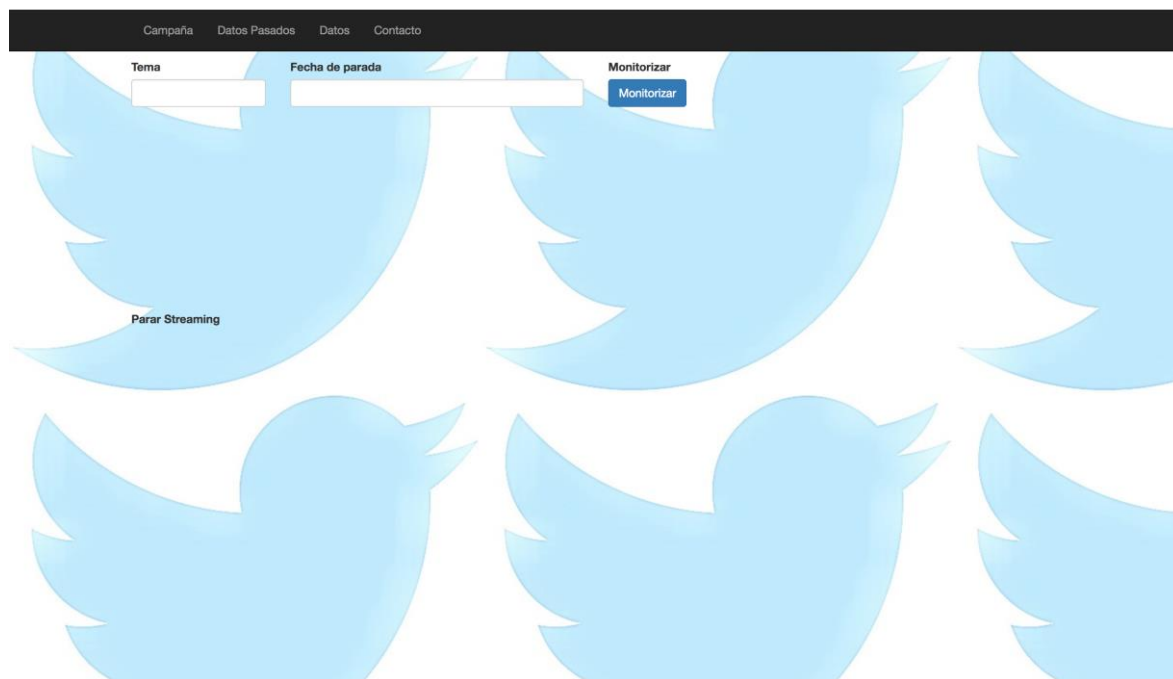 Campaña Datos Pasados Datos Contacto
Tema Fecha de parada Monitorizar
Monitorizar
Parar Streaming